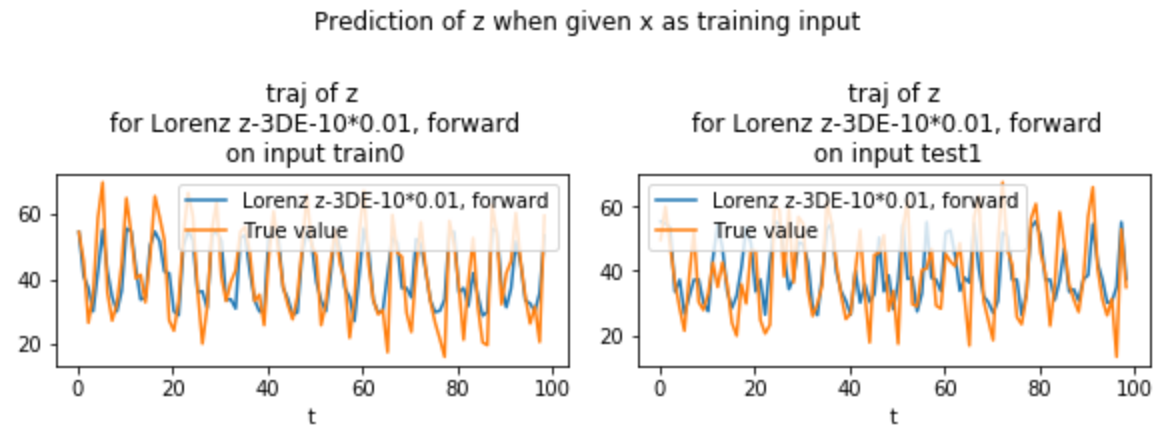 Prediction of z when given x as training input
traj of z
for Lorenz z-3DE-10*0.01, forward
on input train0
Lorenz z-3DE-10*0.01, forward
True value
60
40
20
0 20 40 60 80 100
t
traj of z
for Lorenz z-3DE-10*0.01, forward
on input test1
Lorenz z-3DE-10*0.01, forward
True value
60
40
20
0 20 40 60 80 100
t